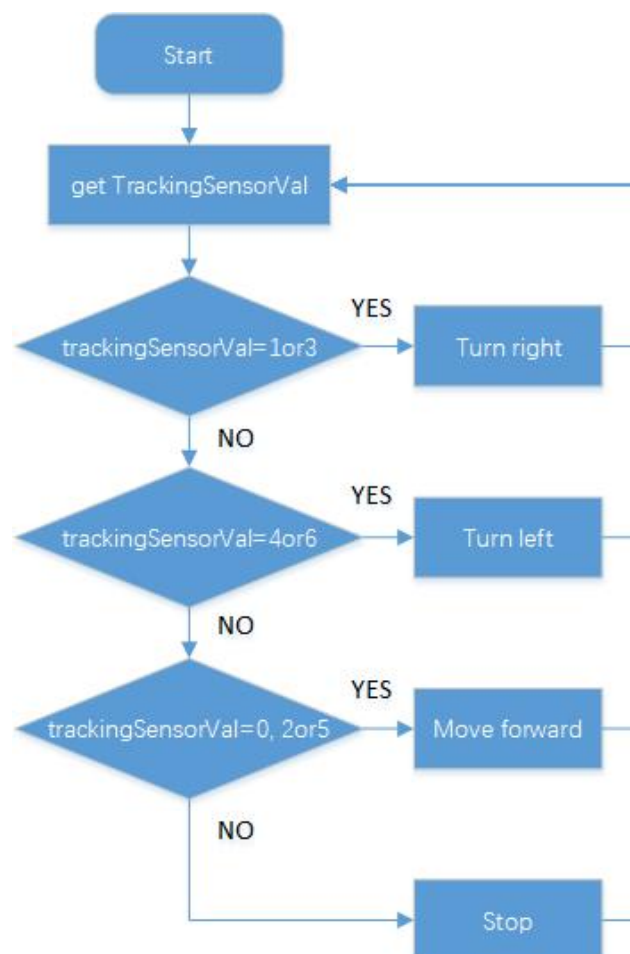 Start
get TrackingSensorVal
trackingSensorVal=1or3
YES
Turn right
NO
trackingSensorVal=4or6
YES
Turn left
NO
trackingSensorVal=0, 2or5
YES
Move forward
NO
Stop